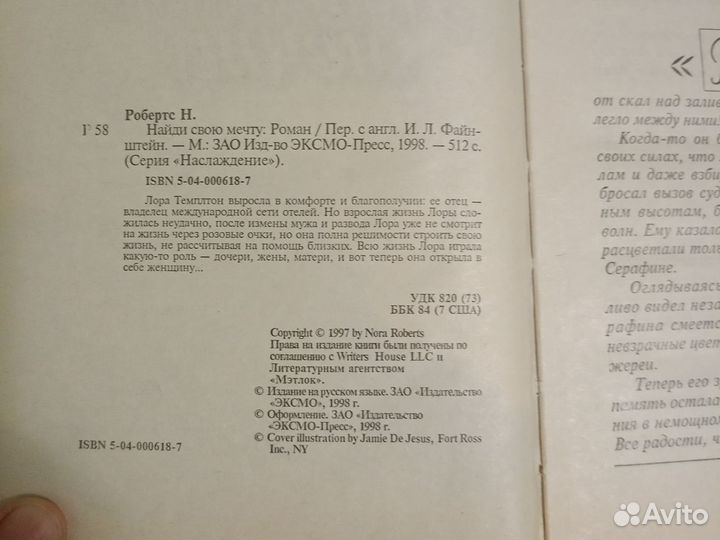 Робертс Н.
Р 58
Найди свою мечту: Роман / Пер. с англ. И. Л. Файн-
штейн. — М.: ЗАО Изд-во ЭКСМО-Пресс, 1998. — 512 с.
(Серия «Наслаждение»).
ISBN 5-04-000618-7
Лора Темплтон выросла в комфорте и благополучии: ее отец —
владелец международной сети отелей. Но взрослая жизнь Лоры сло-
жилась неудачно, после измены мужа и развода Лора уже не смотрит
на жизнь через розовые очки, но она полна решимости строить свою
жизнь, не рассчитывая на помощь близких. Всю жизнь Лора играла
какую-то роль — дочери, жены, матери, и вот теперь она открыла в
себе женщину...
УДК 820 (73)
ББК 84 (7 США)
Copyright © 1997 by Nora Roberts
Права на издание книги были получены по
соглашению с Writers House LLC и
Литературным агентством
«Мэтлок».
© Издание на русском языке. ЗАО «Издательство
«ЭКСМО», 1998 г.
© Оформление. ЗАО «Издательство
«ЭКСМО-Пресс», 1998 г.
© Cover illustration by Jamie De Jesus, Fort Ross
Inc., NY
ISBN 5-04-000618-7
«
от скал над зали
легло между ними
Когда-то он б
своих силах, что
лам и даже взби
бросал вызов суд
ным высотам, б
волн. Ему казало
расцветали толь
Серафине.
Оглядываясь
ливо видел неза
рафина смеется
невзрачные цвет
жереи.
Теперь его з
память остала
ния в немощном
Все радости, ч
Avito